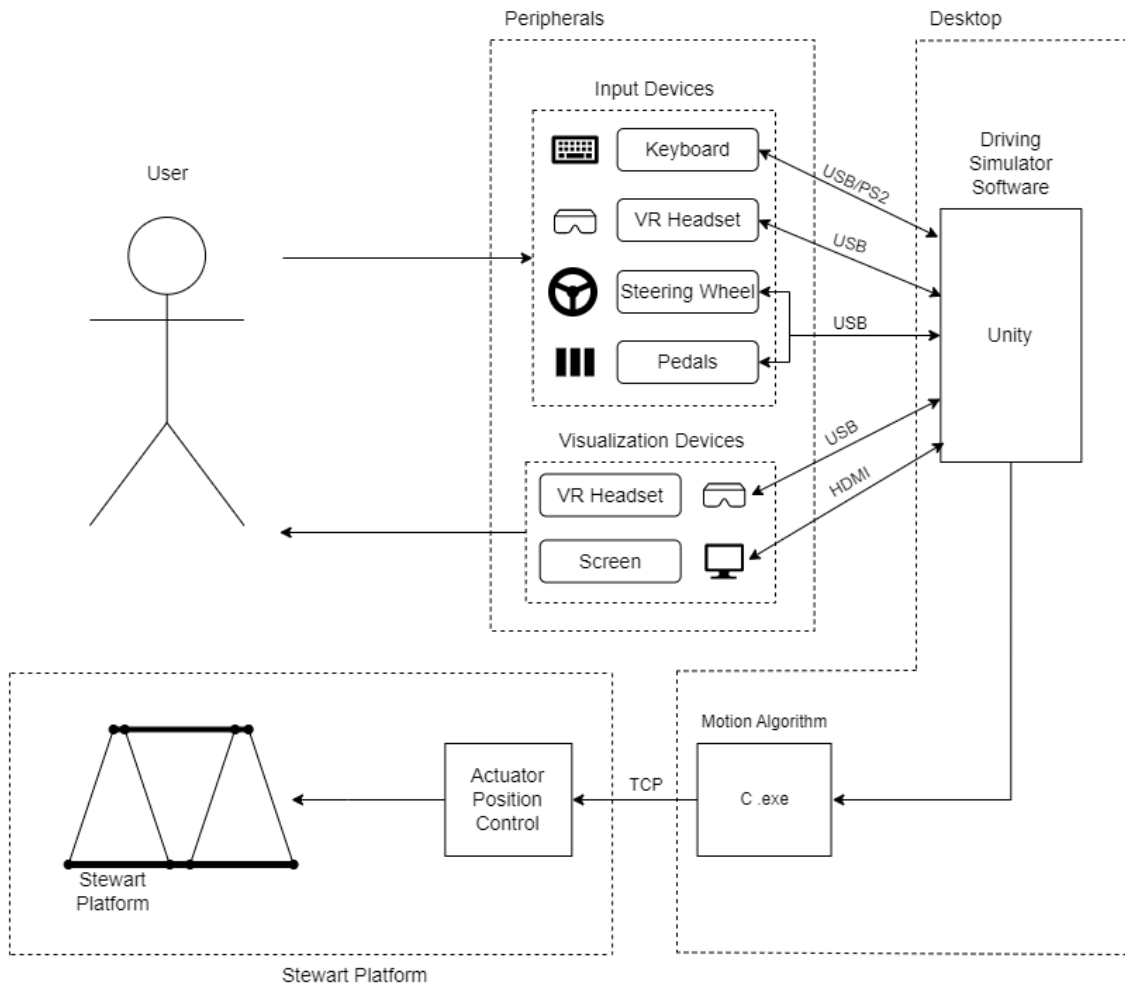 Peripherals
Desktop
Input Devices
Keyboard
USB/PS2
Driving
Simulator
Software
User
VR Headset
USB
Steering Wheel
USB
Unity
Pedals
Visualization Devices
USB
VR Headset
HDMI
Screen
Motion Algorithm
Actuator
Position
Control
TCP
C .exe
Stewart
Platform
Stewart Platform